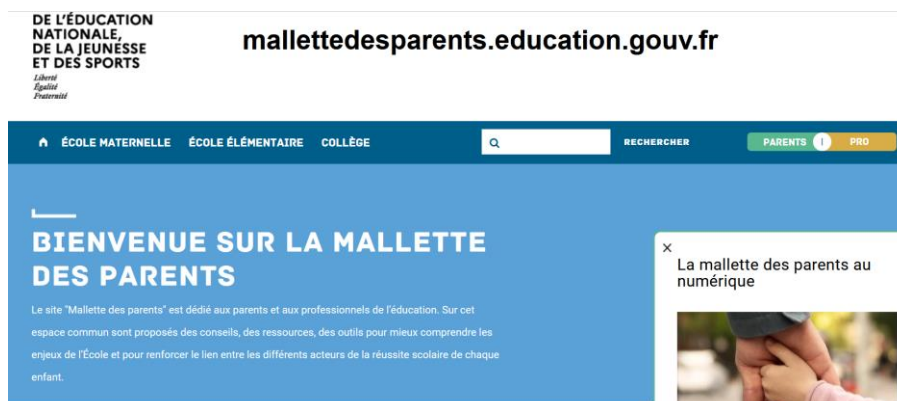 DE L'ÉDUCATION
NATIONALE,
DE LA JEUNESSE
ET DES SPORTS
Liberté
Égalité
Fraternité
mallettedesparents.education.gouv.fr
ÉCOLE MATERNELLE ÉCOLE ÉLÉMENTAIRE COLLÈGE RECHERCHER PARENTS PRO
BIENVENUE SUR LA MALLETTE
DES PARENTS
Le site "Mallette des parents" est dédié aux parents et aux professionnels de l'éducation. Sur cet
espace commun sont proposés des conseils, des ressources, des outils pour mieux comprendre les
enjeux de l'École et pour renforcer le lien entre les différents acteurs de la réussite scolaire de chaque
enfant.
La mallette des parents au
numérique